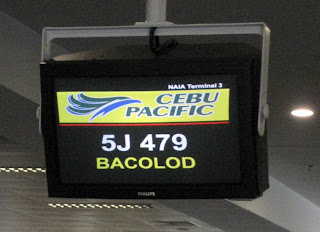 NAIA Terminal 3
CEBU
PACIFIC
5J 479
BACOLOD
PHILIPS